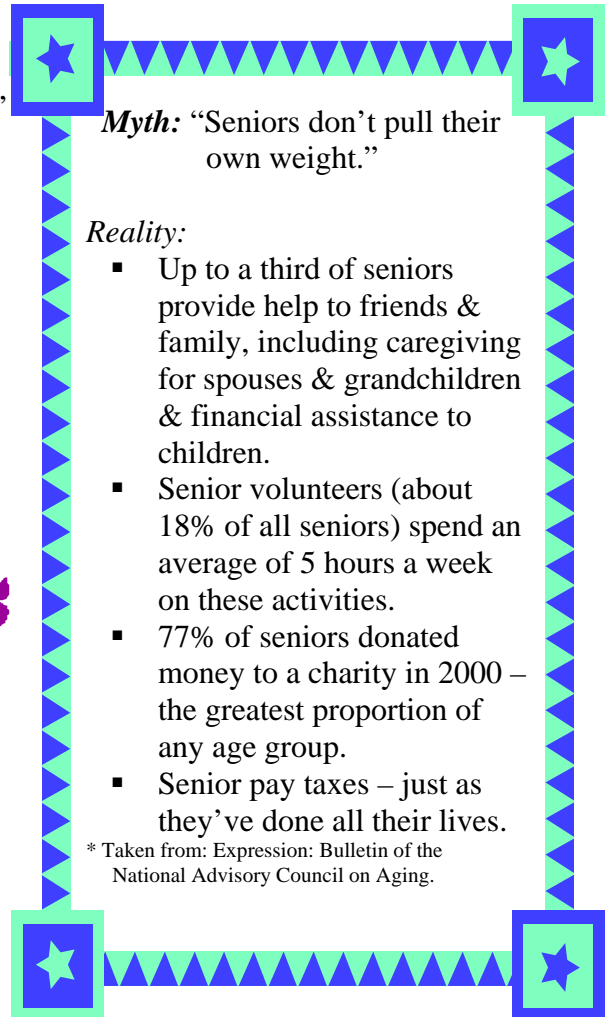 Myth: “Seniors don’t pull their
own weight.”
Reality:
▪ Up to a third of seniors
provide help to friends &
family, including caregiving
for spouses & grandchildren
& financial assistance to
children.
▪ Senior volunteers (about
18% of all seniors) spend an
average of 5 hours a week
on these activities.
▪ 77% of seniors donated
money to a charity in 2000 –
the greatest proportion of
any age group.
▪ Senior pay taxes – just as
they’ve done all their lives.
* Taken from: Expression: Bulletin of the
National Advisory Council on Aging.